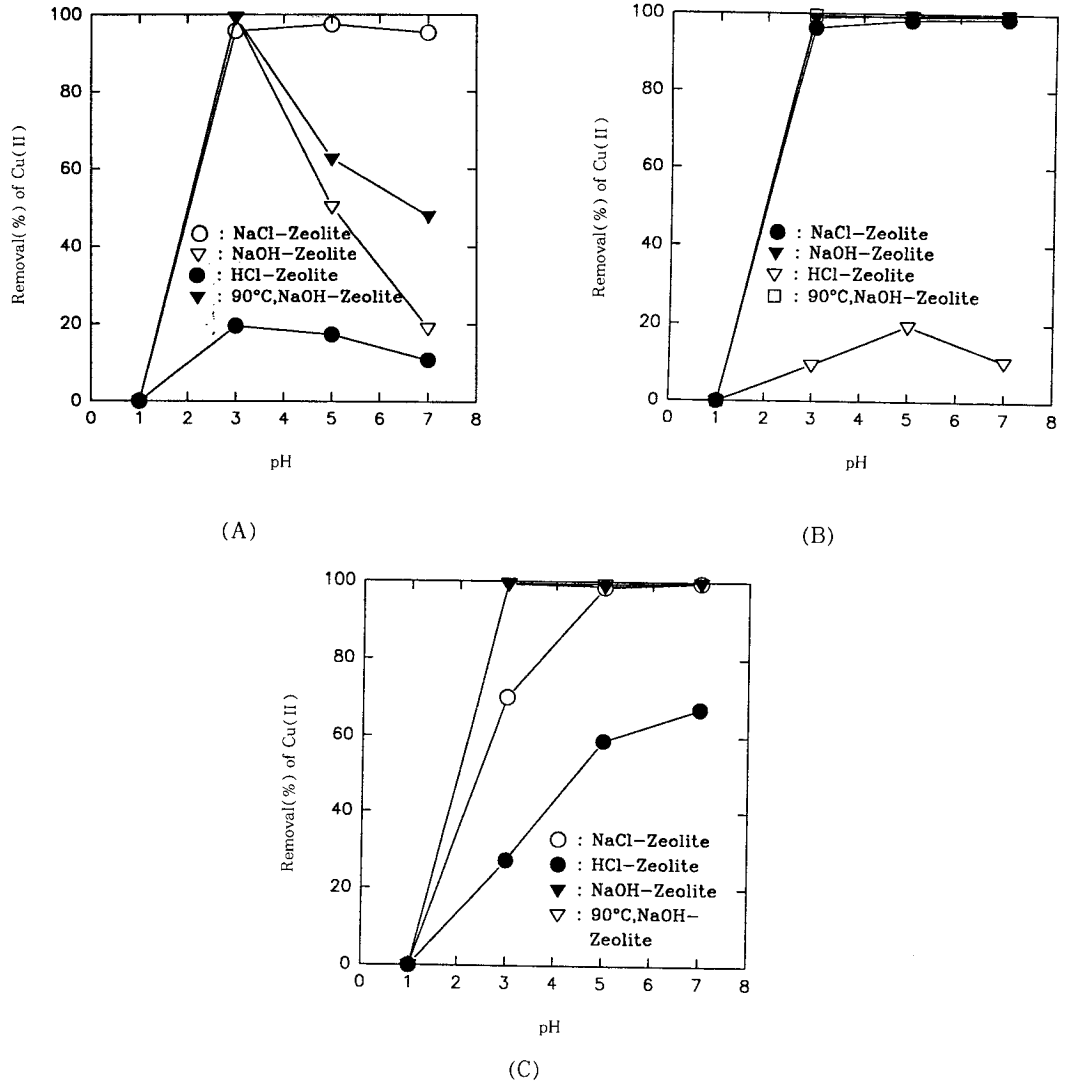 100
80
60
40
20
0
Removal(%) of Cu(II)
: NaCl-Zeolite
: NaOH-Zeolite
: HCl-Zeolite
: 90°C,NaOH-Zeolite
0 1 2 3 4 5 6 7 8
pH
(A)
100
80
60
40
20
0
Removal(%) of Cu(II)
: NaCl-Zeolite
: NaOH-Zeolite
: HCl-Zeolite
: 90°C,NaOH-Zeolite
0 1 2 3 4 5 6 7 8
pH
(B)
100
80
60
40
20
0
Removal(%) of Cu(II)
: NaCl-Zeolite
: HCl-Zeolite
: NaOH-Zeolite
: 90°C,NaOH-
Zeolite
0 1 2 3 4 5 6 7 8
pH
(C)